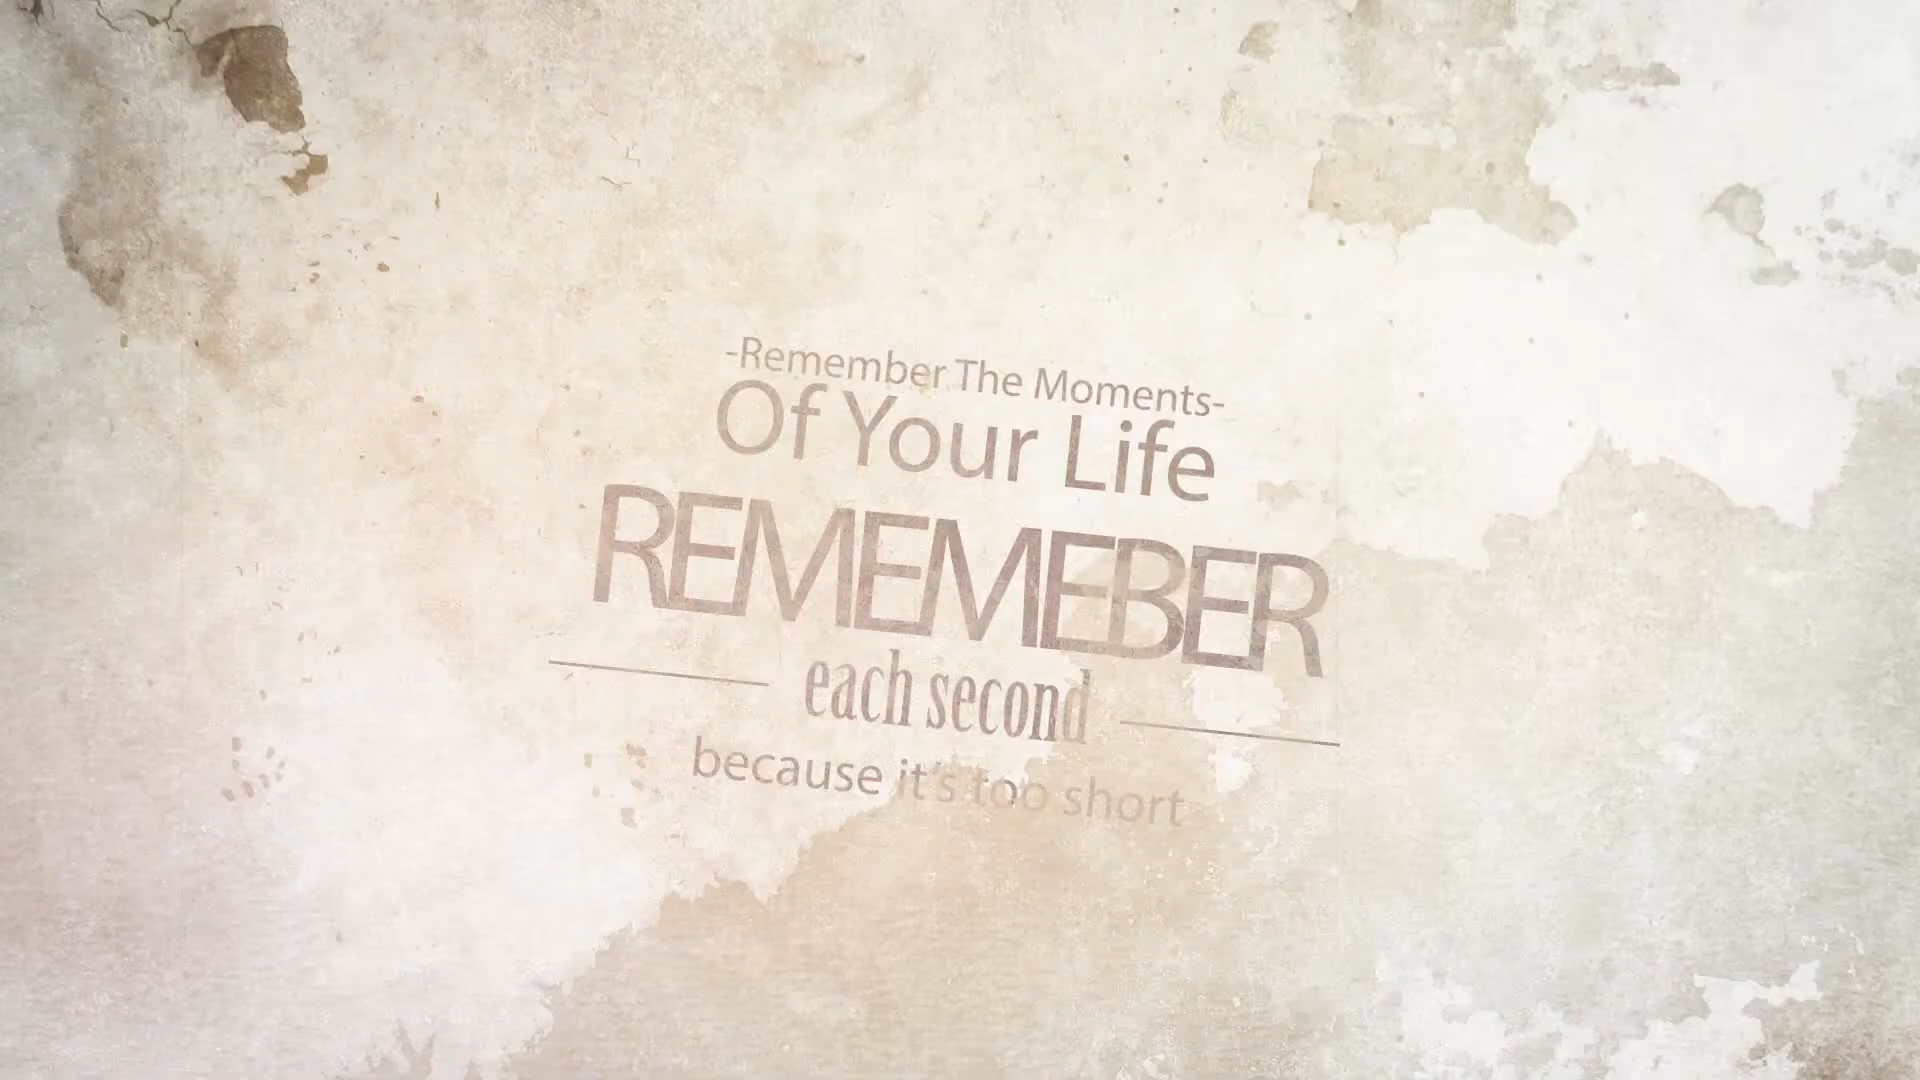 -Remember The Moments-
Of Your Life
REMEMEBER
each second
because it's too short